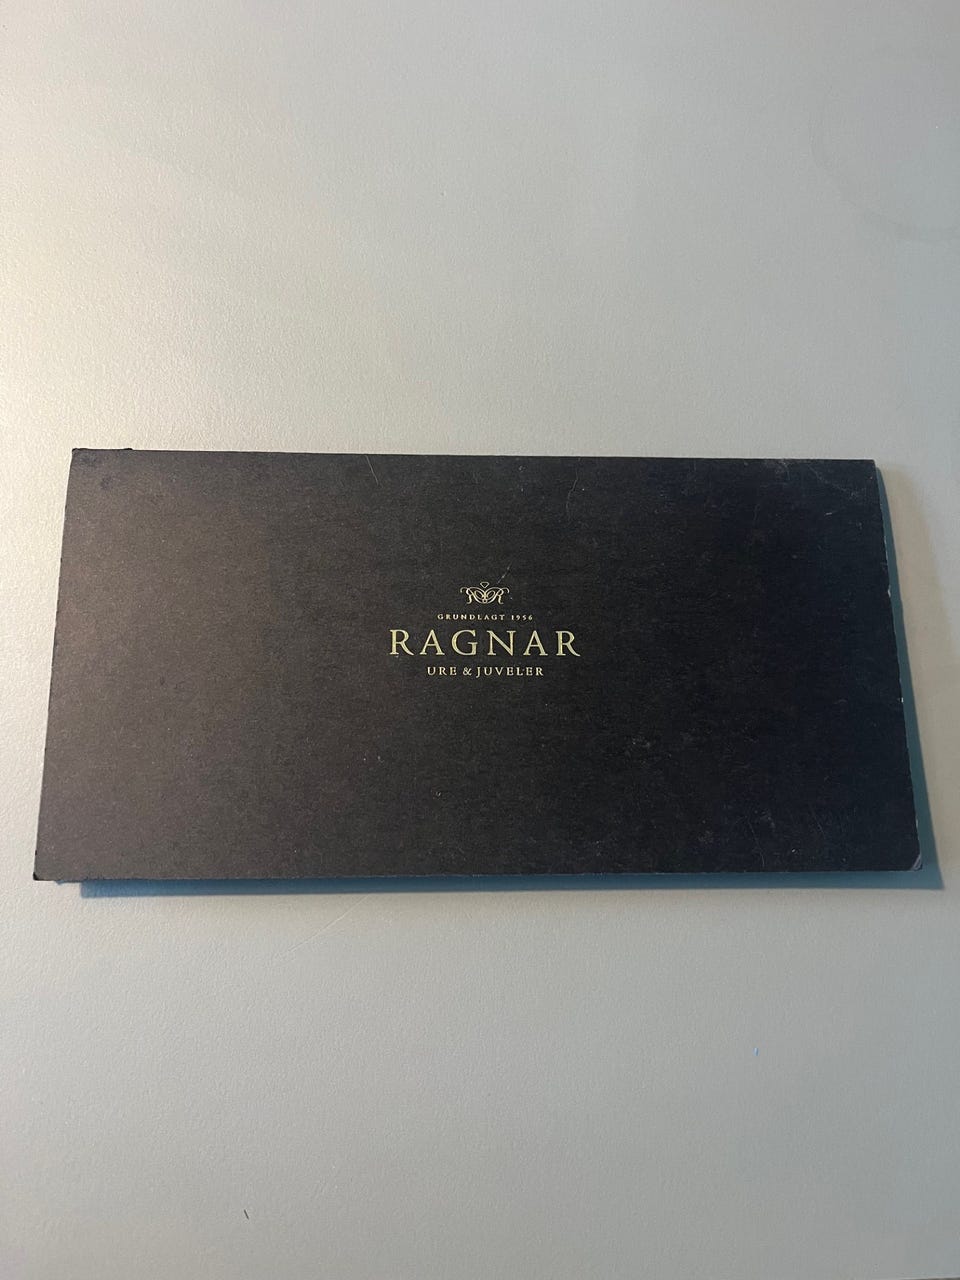 GRUNDLAGT 1956
RAGNAR
URE & JUVELER